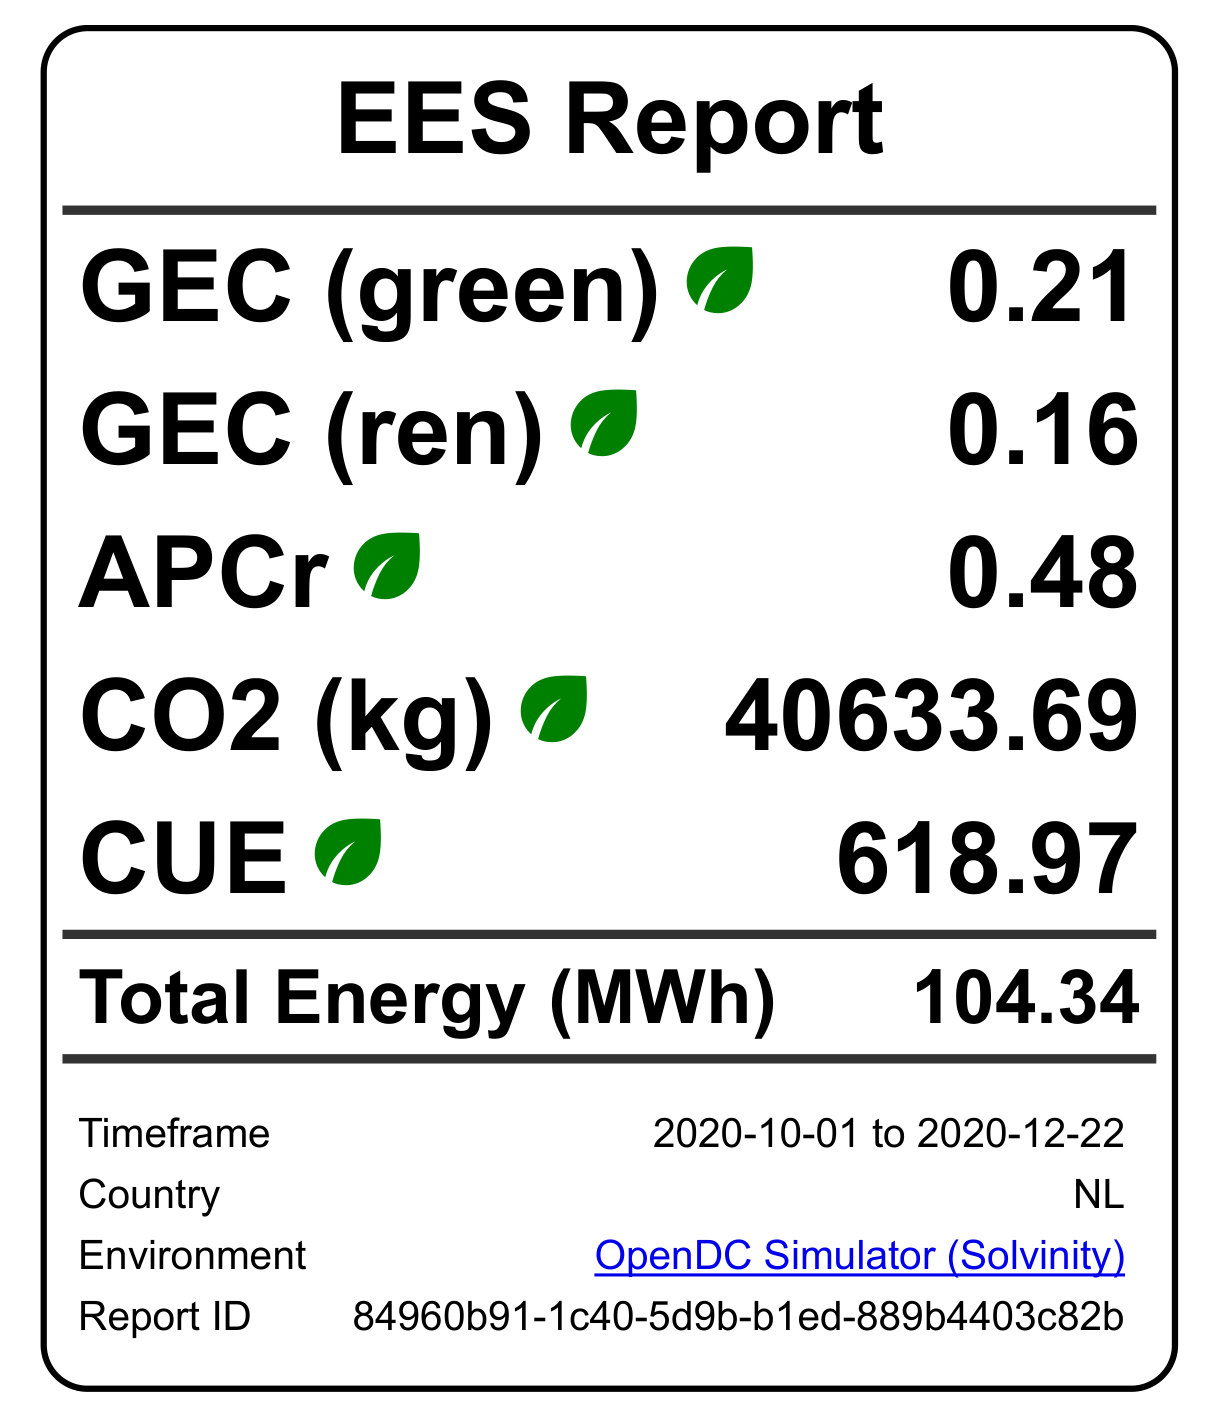 EES Report
GEC (green) 0.21
GEC (ren) 0.16
APCr 0.48
CO2 (kg) 40633.69
CUE 618.97
Total Energy (MWh) 104.34
Timeframe 2020-10-01 to 2020-12-22
Country NL
Environment OpenDC Simulator (Solvinity)
Report ID 84960b91-1c40-5d9b-b1ed-889b4403c82b